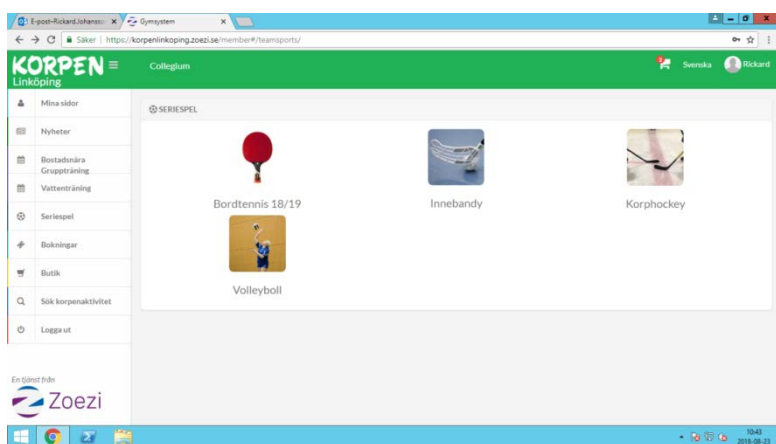 E-post-Rickard.Johansso
Gymsystem
Säker | https://korpenlinkoping.zoezi.se/member#/teamsports/
KORPEN
Linköping
Collegium
Svenska
Rickard
Mina sidor
SERIESPEL
Nyheter
Bostadsnära
Gruppträning
Vattenträning
Bordtennis 18/19
Innebandy
Korphockey
Seriespel
Bokningar
Butik
Volleyboll
Sök korpenaktivitet
Logga ut
En tjänst från
Zoezi
10:43
2018-08-23